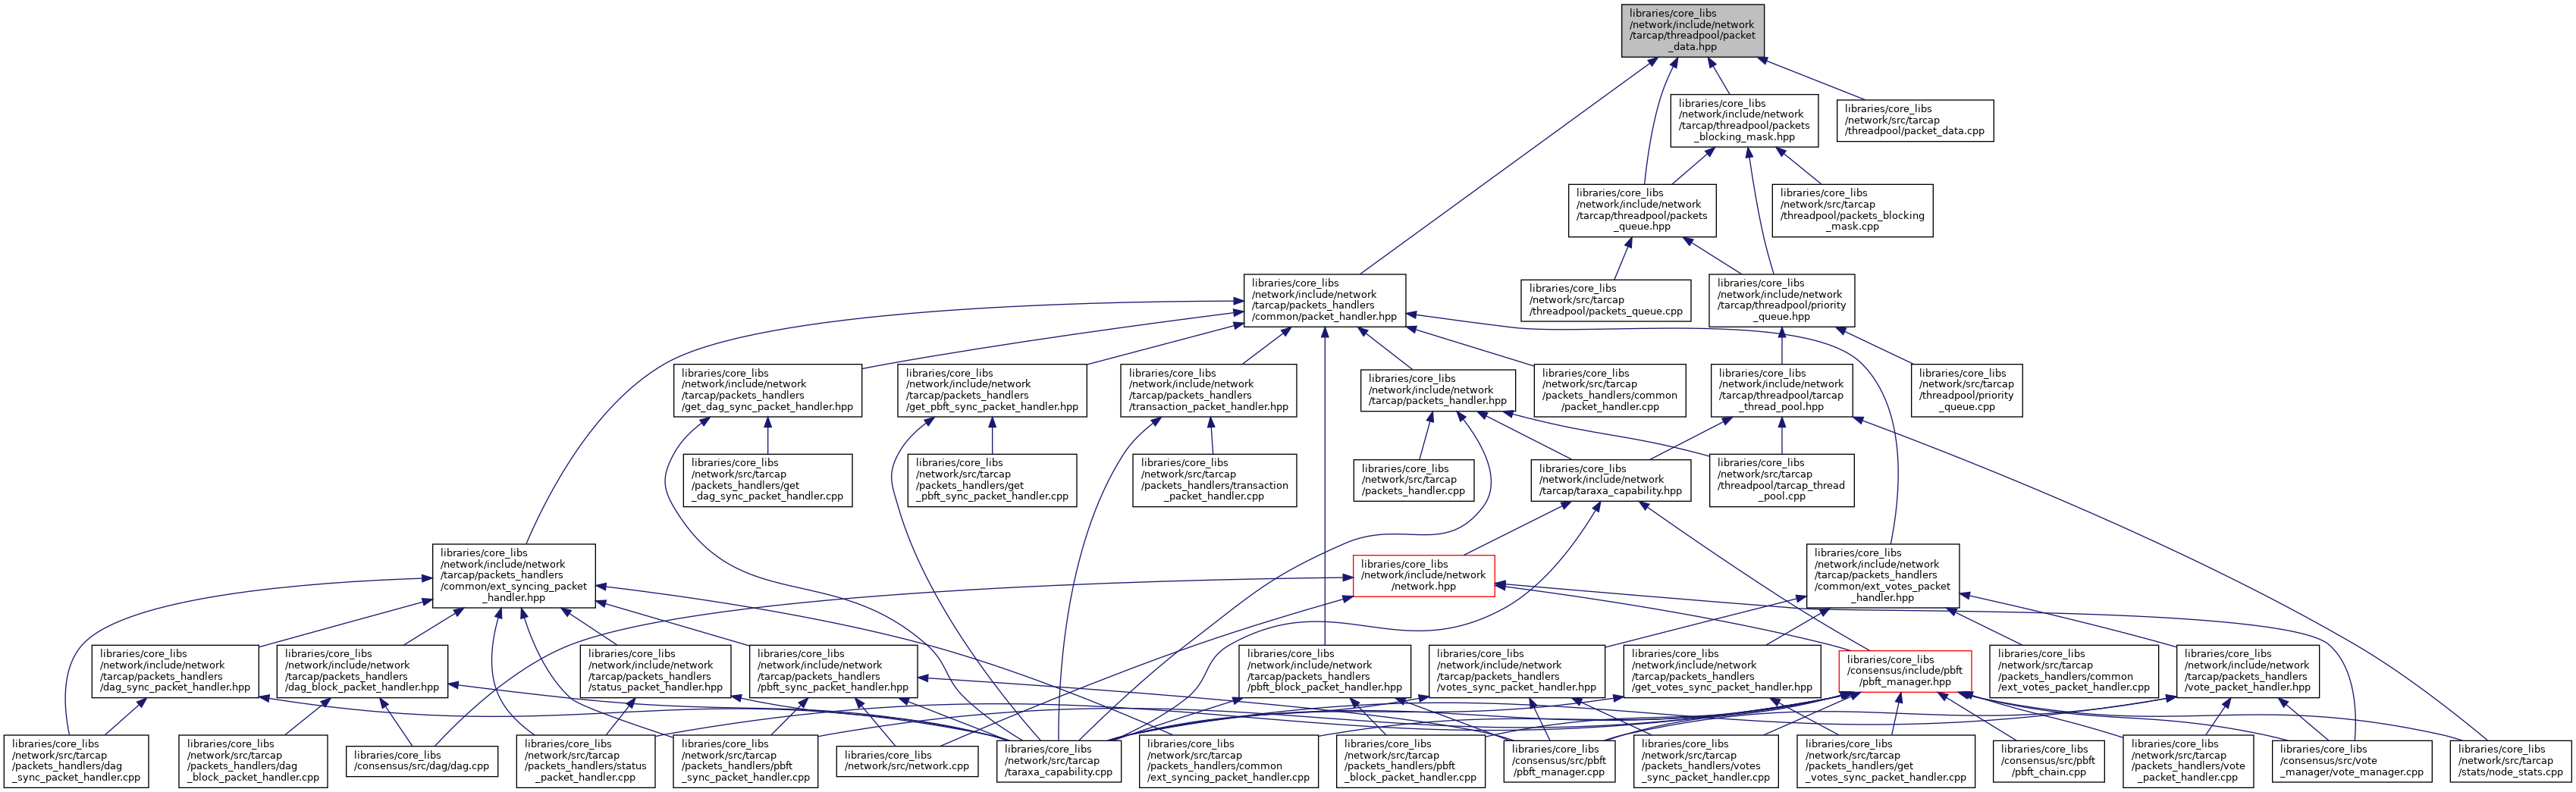 libraries/core_libs
/network/include/network
/tarcap/threadpool/packet
_data.hpp
libraries/core_libs
/network/include/network
/tarcap/threadpool/packets
_blocking_mask.hpp
libraries/core_libs
/network/src/tarcap
/threadpool/packet_data.cpp
libraries/core_libs
/network/include/network
/tarcap/threadpool/packets
_queue.hpp
libraries/core_libs
/network/src/tarcap
/threadpool/packets_blocking
_mask.cpp
libraries/core_libs
/network/include/network
/tarcap/packets_handlers
/common/packet_handler.hpp
libraries/core_libs
/network/src/tarcap
/threadpool/packets_queue.cpp
libraries/core_libs
/network/include/network
/tarcap/threadpool/priority
_queue.hpp
libraries/core_libs
/network/include/network
/tarcap/packets_handlers
/get_dag_sync_packet_handler.hpp
libraries/core_libs
/network/include/network
/tarcap/packets_handlers
/get_pbft_sync_packet_handler.hpp
libraries/core_libs
/network/include/network
/tarcap/packets_handlers
/transaction_packet_handler.hpp
libraries/core_libs
/network/include/network
/tarcap/packets_handler.hpp
libraries/core_libs
/network/src/tarcap
/packets_handlers/common
/packet_handler.cpp
libraries/core_libs
/network/include/network
/tarcap/threadpool/tarcap
_thread_pool.hpp
libraries/core_libs
/network/src/tarcap
/threadpool/priority
_queue.cpp
libraries/core_libs
/network/src/tarcap
/packets_handlers/get
_dag_sync_packet_handler.cpp
libraries/core_libs
/network/src/tarcap
/packets_handlers/get
_pbft_sync_packet_handler.cpp
libraries/core_libs
/network/src/tarcap
/packets_handlers/transaction
_packet_handler.cpp
libraries/core_libs
/network/src/tarcap
/packets_handler.cpp
libraries/core_libs
/network/include/network
/tarcap/taraxa_capability.hpp
libraries/core_libs
/network/src/tarcap
/threadpool/tarcap_thread
_pool.cpp
libraries/core_libs
/network/include/network
/tarcap/packets_handlers
/common/ext_syncing_packet
_handler.hpp
libraries/core_libs
/network/include/network
/network.hpp
libraries/core_libs
/network/include/network
/tarcap/packets_handlers
/common/ext_votes_packet
_handler.hpp
libraries/core_libs
/network/include/network
/tarcap/packets_handlers
/dag_sync_packet_handler.hpp
libraries/core_libs
/network/include/network
/tarcap/packets_handlers
/dag_block_packet_handler.hpp
libraries/core_libs
/network/include/network
/tarcap/packets_handlers
/status_packet_handler.hpp
libraries/core_libs
/network/include/network
/tarcap/packets_handlers
/pbft_sync_packet_handler.hpp
libraries/core_libs
/network/include/network
/tarcap/packets_handlers
/pbft_block_packet_handler.hpp
libraries/core_libs
/network/include/network
/tarcap/packets_handlers
/votes_sync_packet_handler.hpp
libraries/core_libs
/network/include/network
/tarcap/packets_handlers
/get_votes_sync_packet_handler.hpp
libraries/core_libs
/consensus/include/pbft
/pbft_manager.hpp
libraries/core_libs
/network/src/tarcap
/packets_handlers/common
/ext_votes_packet_handler.cpp
libraries/core_libs
/network/include/network
/tarcap/packets_handlers
/vote_packet_handler.hpp
libraries/core_libs
/network/src/tarcap
/packets_handlers/dag
_sync_packet_handler.cpp
libraries/core_libs
/network/src/tarcap
/packets_handlers/dag
_block_packet_handler.cpp
libraries/core_libs
/consensus/src/dag/dag.cpp
libraries/core_libs
/network/src/tarcap
/packets_handlers/status
_packet_handler.cpp
libraries/core_libs
/network/src/tarcap
/packets_handlers/pbft
_sync_packet_handler.cpp
libraries/core_libs
/network/src/network.cpp
libraries/core_libs
/network/src/tarcap
/taraxa_capability.cpp
libraries/core_libs
/network/src/tarcap
/packets_handlers/common
/ext_syncing_packet_handler.cpp
libraries/core_libs
/network/src/tarcap
/packets_handlers/pbft
_block_packet_handler.cpp
libraries/core_libs
/consensus/src/pbft
/pbft_manager.cpp
libraries/core_libs
/network/src/tarcap
/packets_handlers/votes
_sync_packet_handler.cpp
libraries/core_libs
/network/src/tarcap
/packets_handlers/get
_votes_sync_packet_handler.cpp
libraries/core_libs
/consensus/src/pbft
/pbft_chain.cpp
libraries/core_libs
/network/src/tarcap
/packets_handlers/vote
_packet_handler.cpp
libraries/core_libs
/consensus/src/vote
_manager/vote_manager.cpp
libraries/core_libs
/network/src/tarcap
/stats/node_stats.cpp